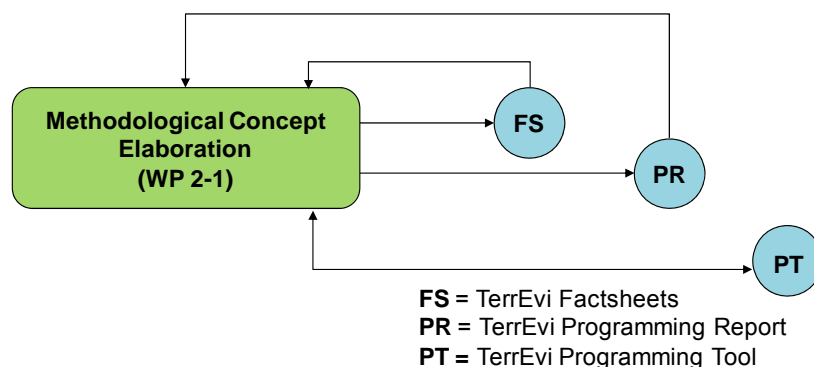 Methodological Concept
Elaboration
(WP 2-1)
FS
PR
PT
FS = TerrEvi Factsheets
PR = TerrEvi Programming Report
PT = TerrEvi Programming Tool